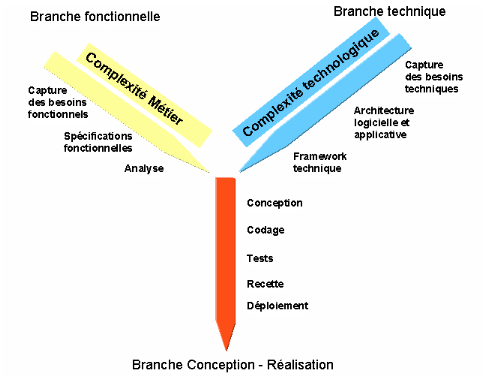 Branche fonctionnelle
Branche technique
Complexité Métier
Complexité technologique
Capture
des besoins
fonctionnels
Spécifications
fonctionnelles
Analyse
Capture
des besoins
techniques
Architecture
logicielle et
applicative
Framework
technique
Conception
Codage
Tests
Recette
Déploiement
Branche Conception - Réalisation